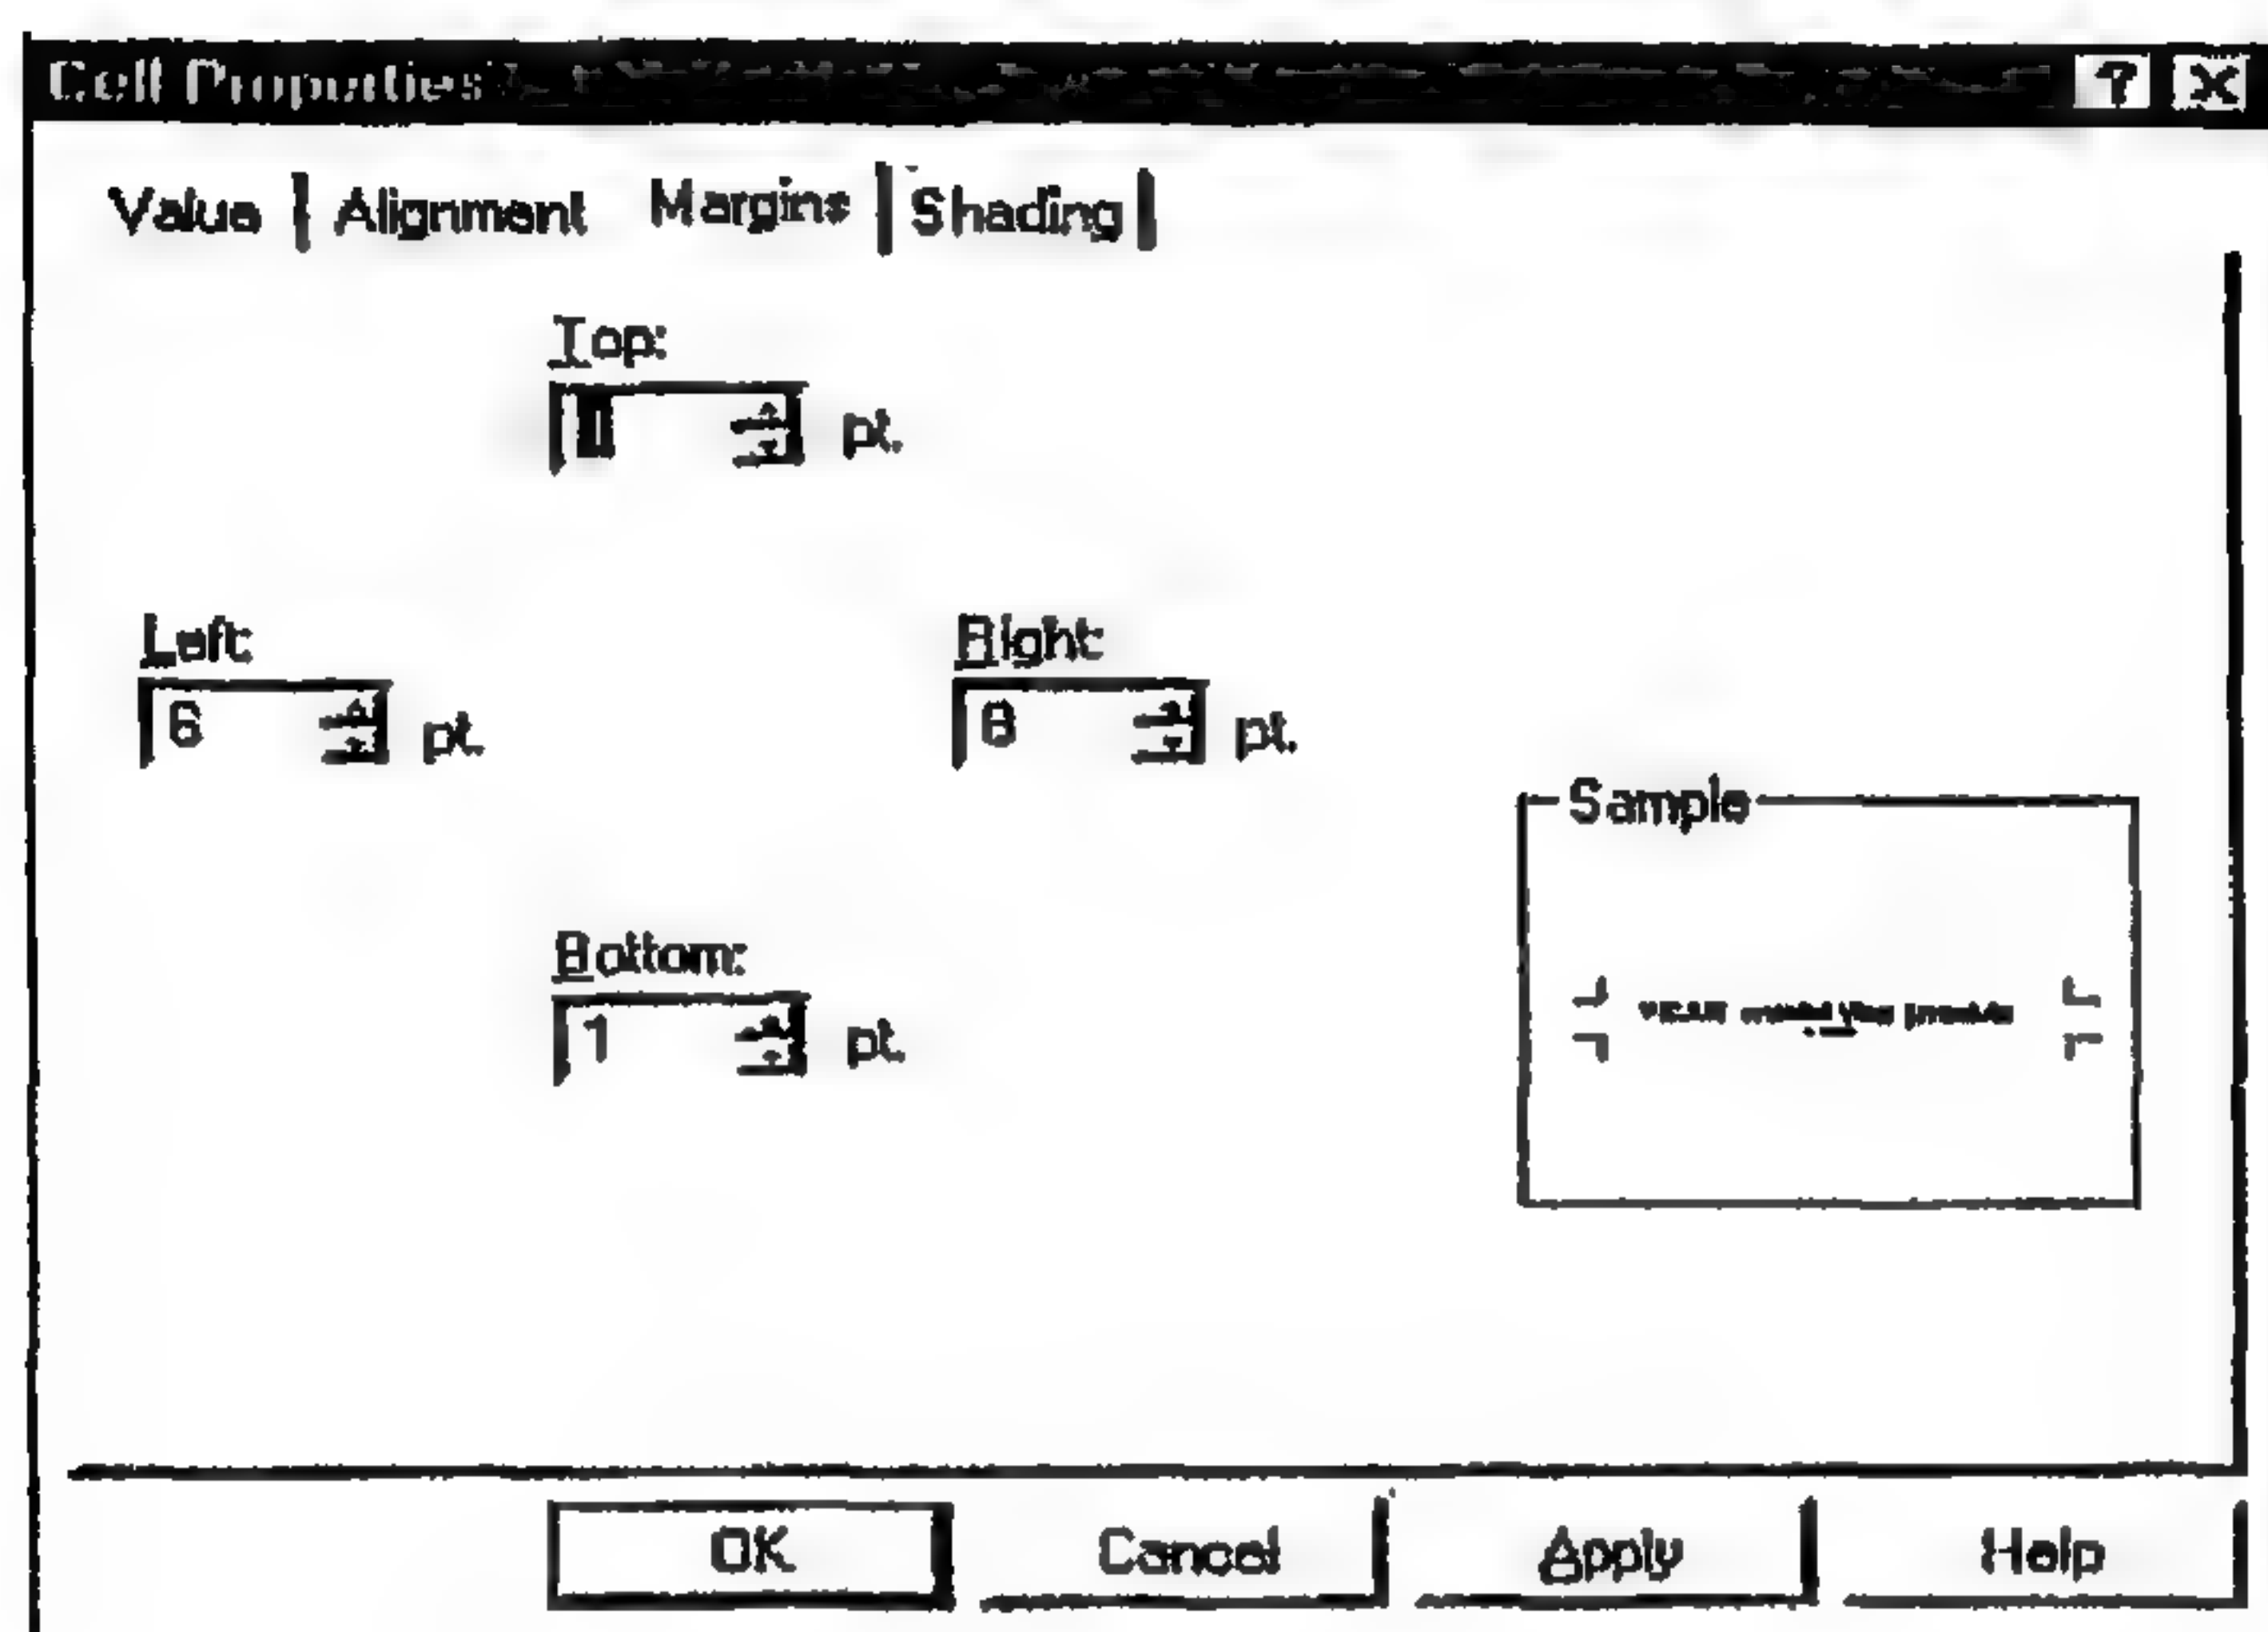 Cell Properties
Value Alignment Margins Shading
Top:
pt.
Left: Right:
6 pt. 6 pt.
Sample
Bottom:
1 pt.
OK Cancel Apply Help